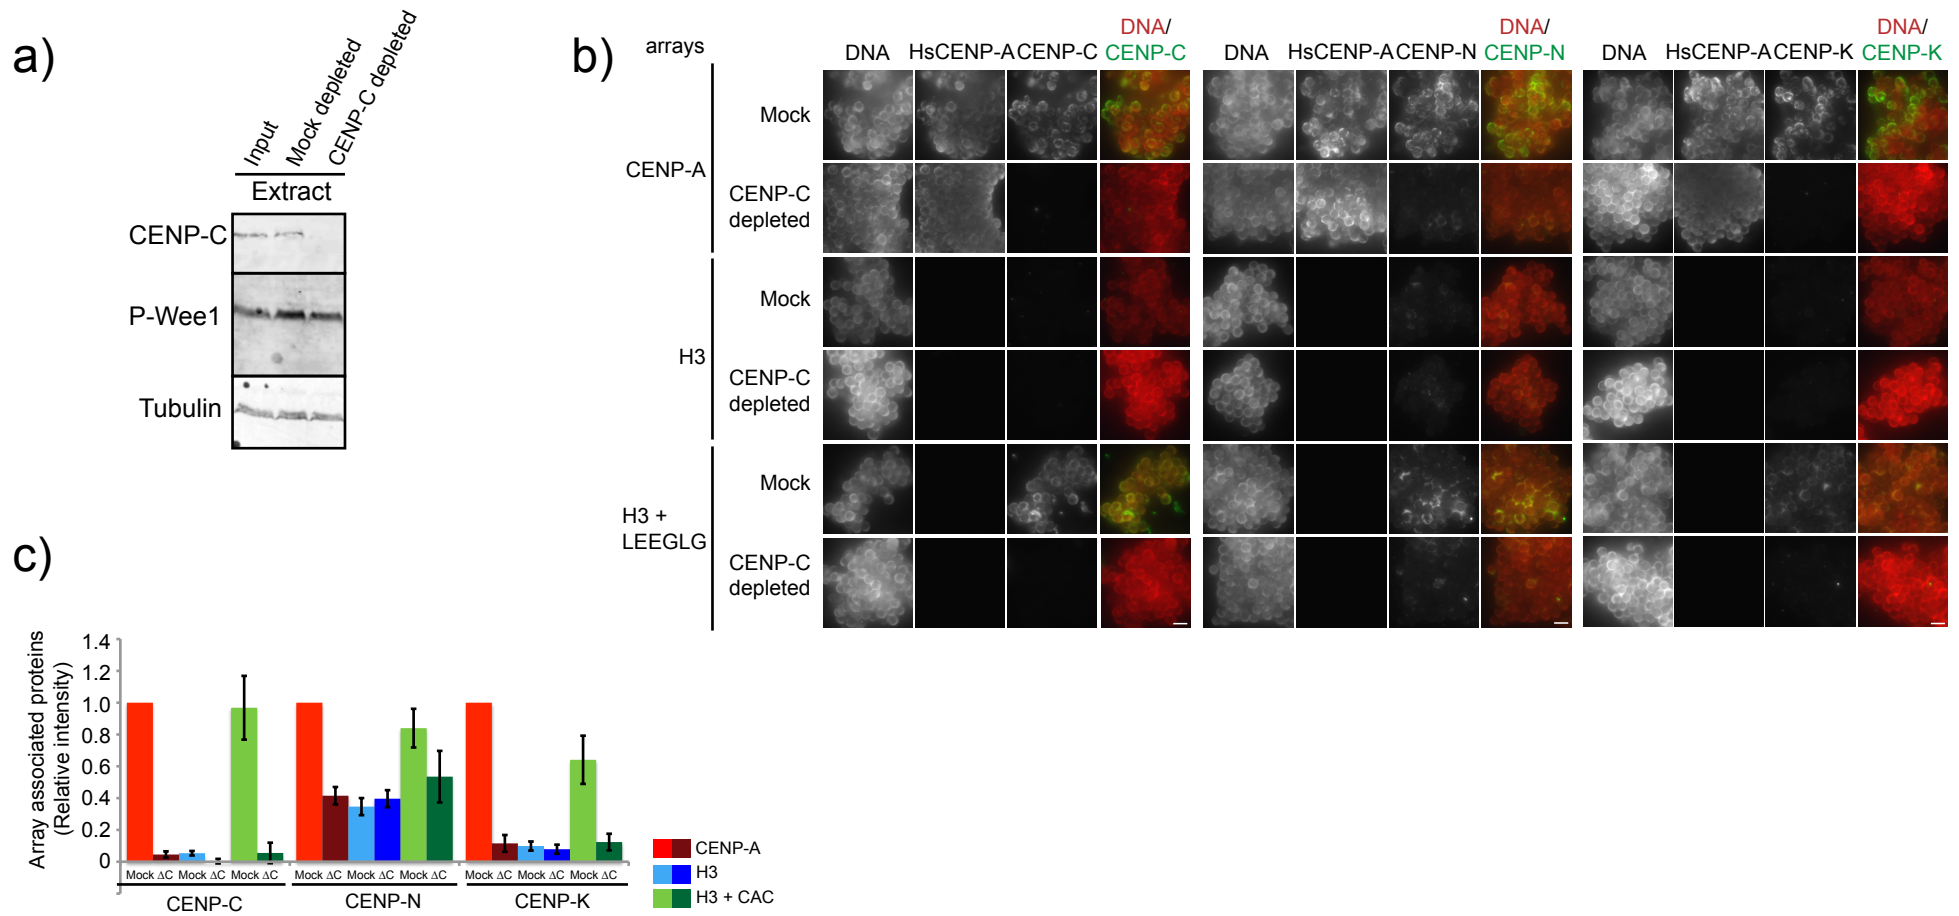 a)
Input
Mock depleted
CENP-C depleted
Extract
CENP-C
P-Wee1
Tubulin
b)
arrays
DNA HsCENP-A CENP-C DNA/ CENP-C
DNA HsCENP-A CENP-N DNA/ CENP-N
DNA HsCENP-A CENP-K DNA/ CENP-K
CENP-A
Mock
CENP-C
depleted
H3
Mock
CENP-C
depleted
H3 +
LEEGLG
Mock
CENP-C
depleted
c)
Array associated proteins
(Relative intensity)
1.4
1.2
1.0
0.8
0.6
0.4
0.2
0
Mock ΔC Mock ΔC Mock ΔC
Mock ΔC Mock ΔC Mock ΔC
Mock ΔC Mock ΔC Mock ΔC
CENP-C
CENP-N
CENP-K
CENP-A
H3
H3 + CAC